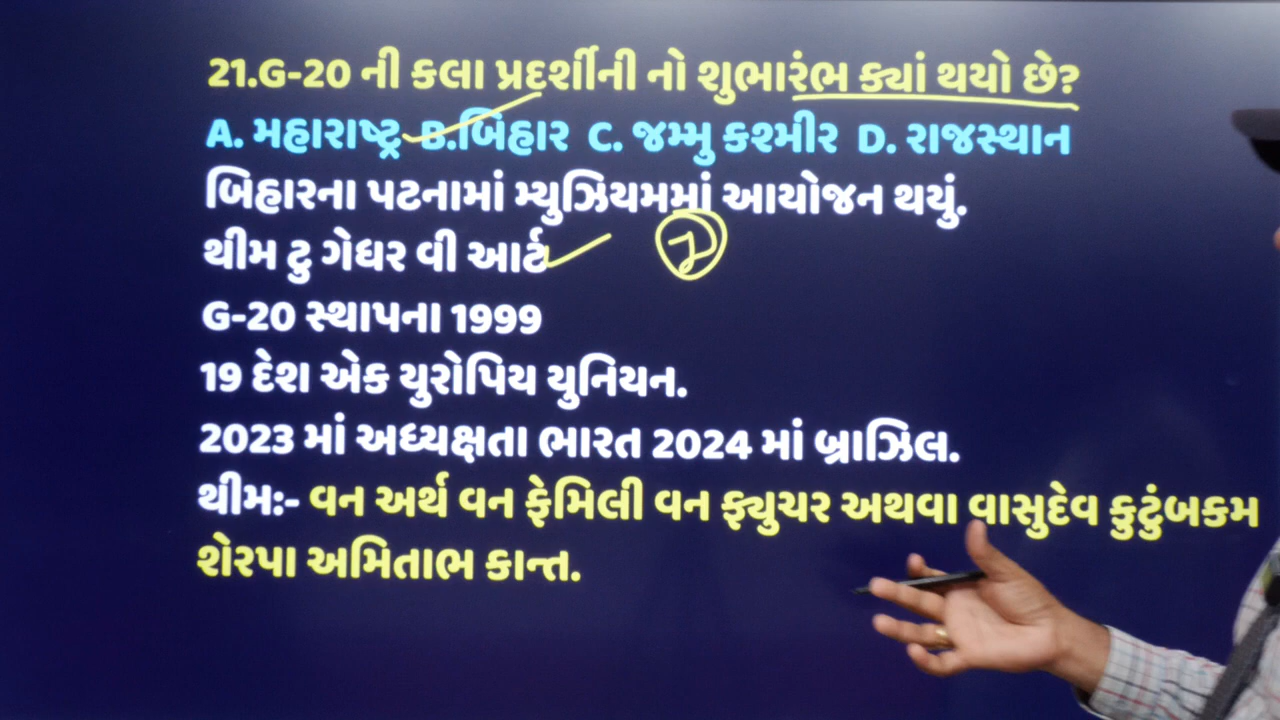 21.G-20 ની કલા પ્રદર્શીની નો શુભારંભ ક્યાં થયો છે?
A. મહારાષ્ટ્ર B.બિહાર C. જમ્મુ કશ્મીર D. રાજસ્થાન
બિહારના પટનામાં મ્યુઝિયમમાં આયોજન થયું.
થીમ ટુ ગેધર વી આર્ટ
G-20 સ્થાપના 1999
19 દેશ એક યુરોપિય યુનિયન.
2023 માં અધ્યક્ષતા ભારત 2024 માં બ્રાઝિલ.
થીમ:- વન અર્થ વન ફેમિલી વન ફ્યુચર અથવા વાસુદેવ કુટુંબકમ
શેરપા અમિતાભ કાન્ત.